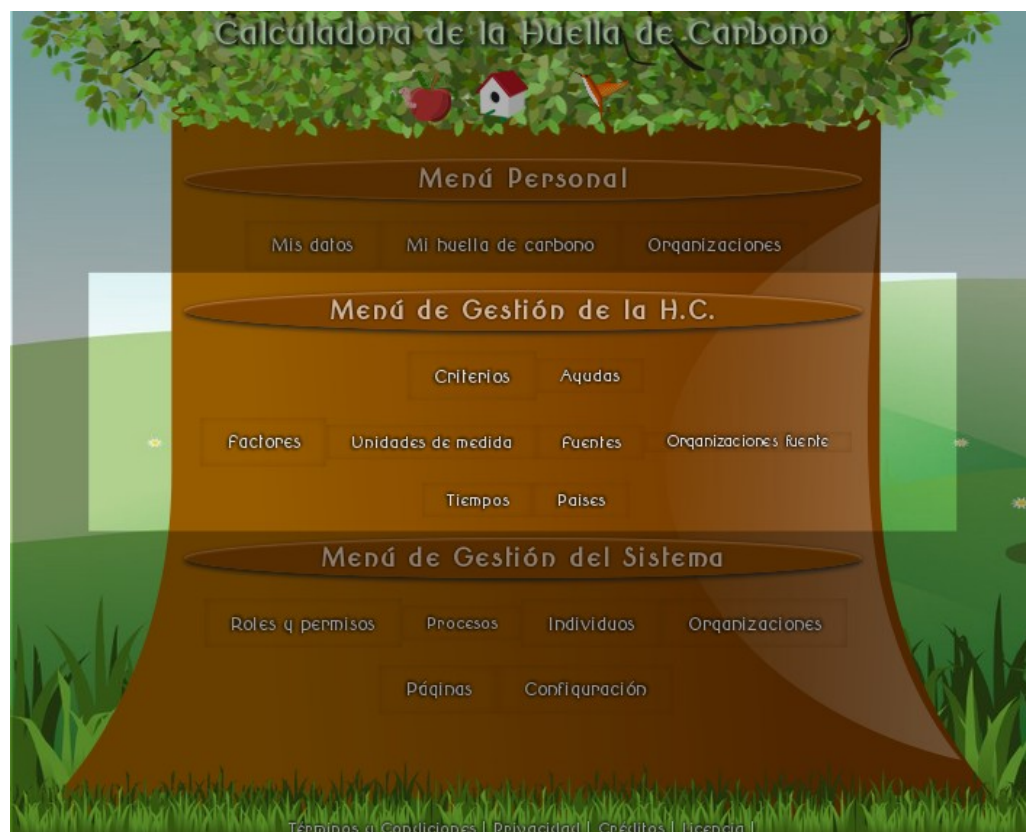 Calculadora de la Huella de Carbono
Menú Personal
Mis datos Mi huella de carbono Organizaciones
Menú de Gestión de la H.C.
Criterios Ayudas
Factores Unidades de medida Fuentes Organizaciones fuente
Tiempos Paises
Menú de Gestión del Sistema
Roles y permisos Procesos Individuos Organizaciones
Páginas Configuración
Términos y Condiciones | Privacidad | Créditos | Licencia |